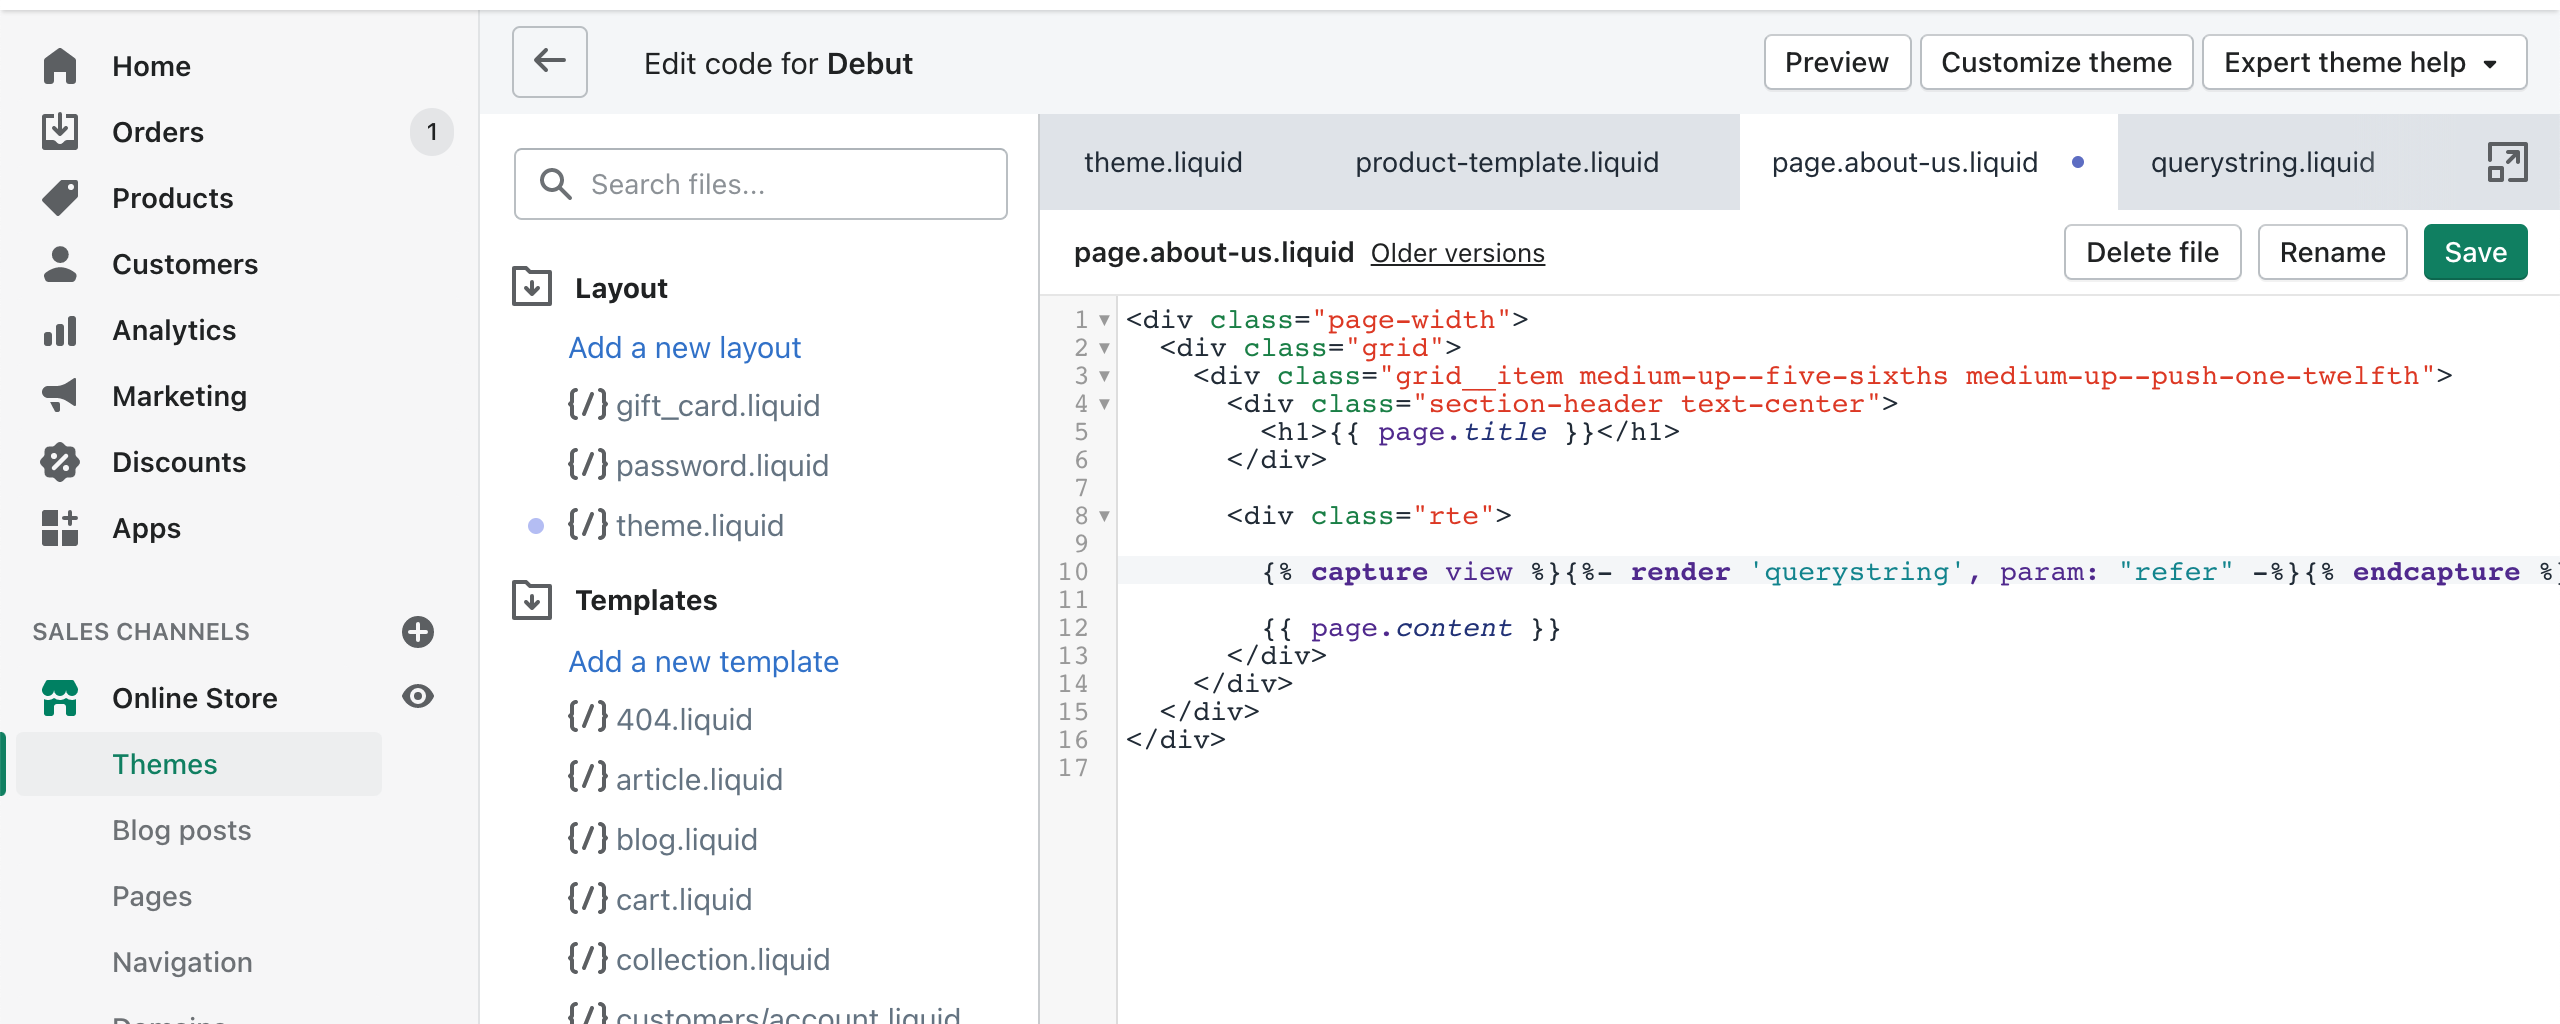 Home
Orders
1
Products
Customers
Analytics
Marketing
Discounts
Apps
SALES CHANNELS
Online Store
Themes
Blog posts
Pages
Navigation
Edit code for Debut
Preview
Customize theme
Expert theme help
Search files...
Layout
Add a new layout
{/} gift_card.liquid
{/} password.liquid
{/} theme.liquid
Templates
Add a new template
{/} 404.liquid
{/} article.liquid
{/} blog.liquid
{/} cart.liquid
{/} collection.liquid
{/} customers/account.liquid
theme.liquid
product-template.liquid
page.about-us.liquid
querystring.liquid
page.about-us.liquid Older versions
Delete file
Rename
Save
1 <div class="page-width">
2 <div class="grid">
3 <div class="grid__item medium-up--five-sixths medium-up--push-one-twelfth">
4 <div class="section-header text-center">
5 <h1>{{ page.title }}</h1>
6 </div>
7
8 <div class="rte">
9
10 {% capture view %}{%- render 'querystring', param: "refer" -%}{% endcapture %}
11
12 {{ page.content }}
13 </div>
14 </div>
15 </div>
16 </div>
17